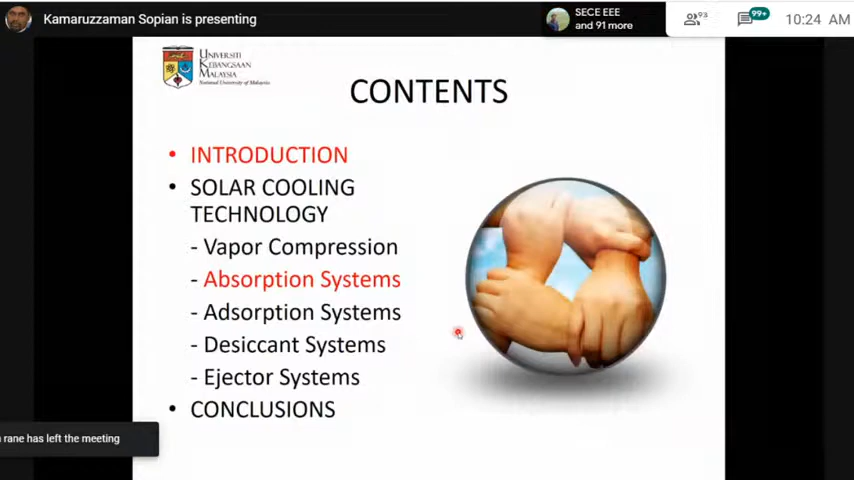 Kamaruzzaman Sopian is presenting
SECE EEE
and 91 more
93
99+
10:24 AM
UNIVERSITI
KEBANGSAAN
MALAYSIA
National University of Malaysia
CONTENTS
• INTRODUCTION
• SOLAR COOLING
TECHNOLOGY
- Vapor Compression
- Absorption Systems
- Adsorption Systems
- Desiccant Systems
- Ejector Systems
• CONCLUSIONS
rane has left the meeting